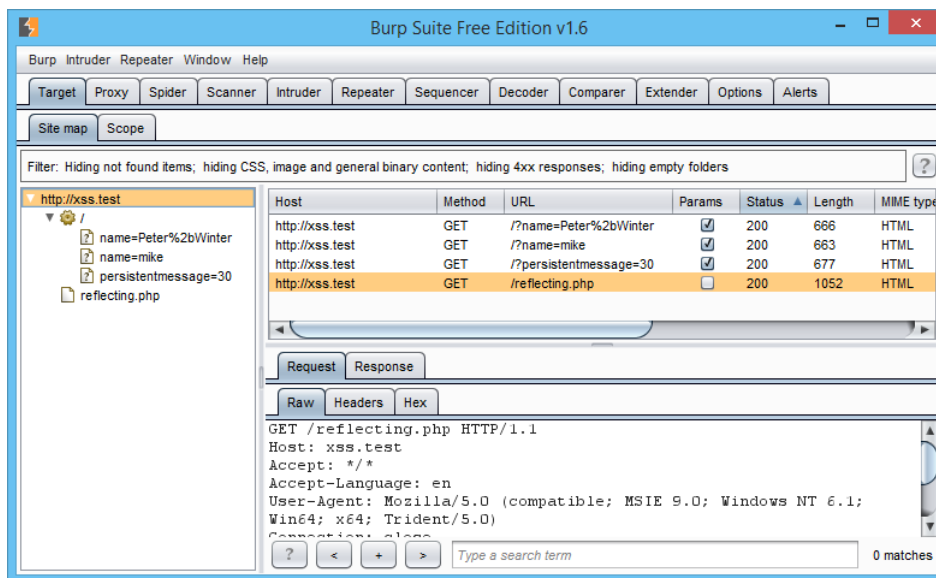 Burp Suite Free Edition v1.6
Burp Intruder Repeater Window Help
Target Proxy Spider Scanner Intruder Repeater Sequencer Decoder Comparer Extender Options Alerts
Site map Scope
Filter: Hiding not found items; hiding CSS, image and general binary content; hiding 4xx responses; hiding empty folders
?
http://xss.test
/
name=Peter%2bWinter
name=mike
persistentmessage=30
reflecting.php
Host Method URL Params Status Length MIME type
http://xss.test GET /?name=Peter%2bWinter 200 666 HTML
http://xss.test GET /?name=mike 200 663 HTML
http://xss.test GET /?persistentmessage=30 200 677 HTML
http://xss.test GET /reflecting.php 200 1052 HTML
Request Response
Raw Headers Hex
GET /reflecting.php HTTP/1.1
Host: xss.test
Accept: */*
Accept-Language: en
User-Agent: Mozilla/5.0 (compatible; MSIE 9.0; Windows NT 6.1;
Win64; x64; Trident/5.0)
Connection: close
? < + > Type a search term 0 matches